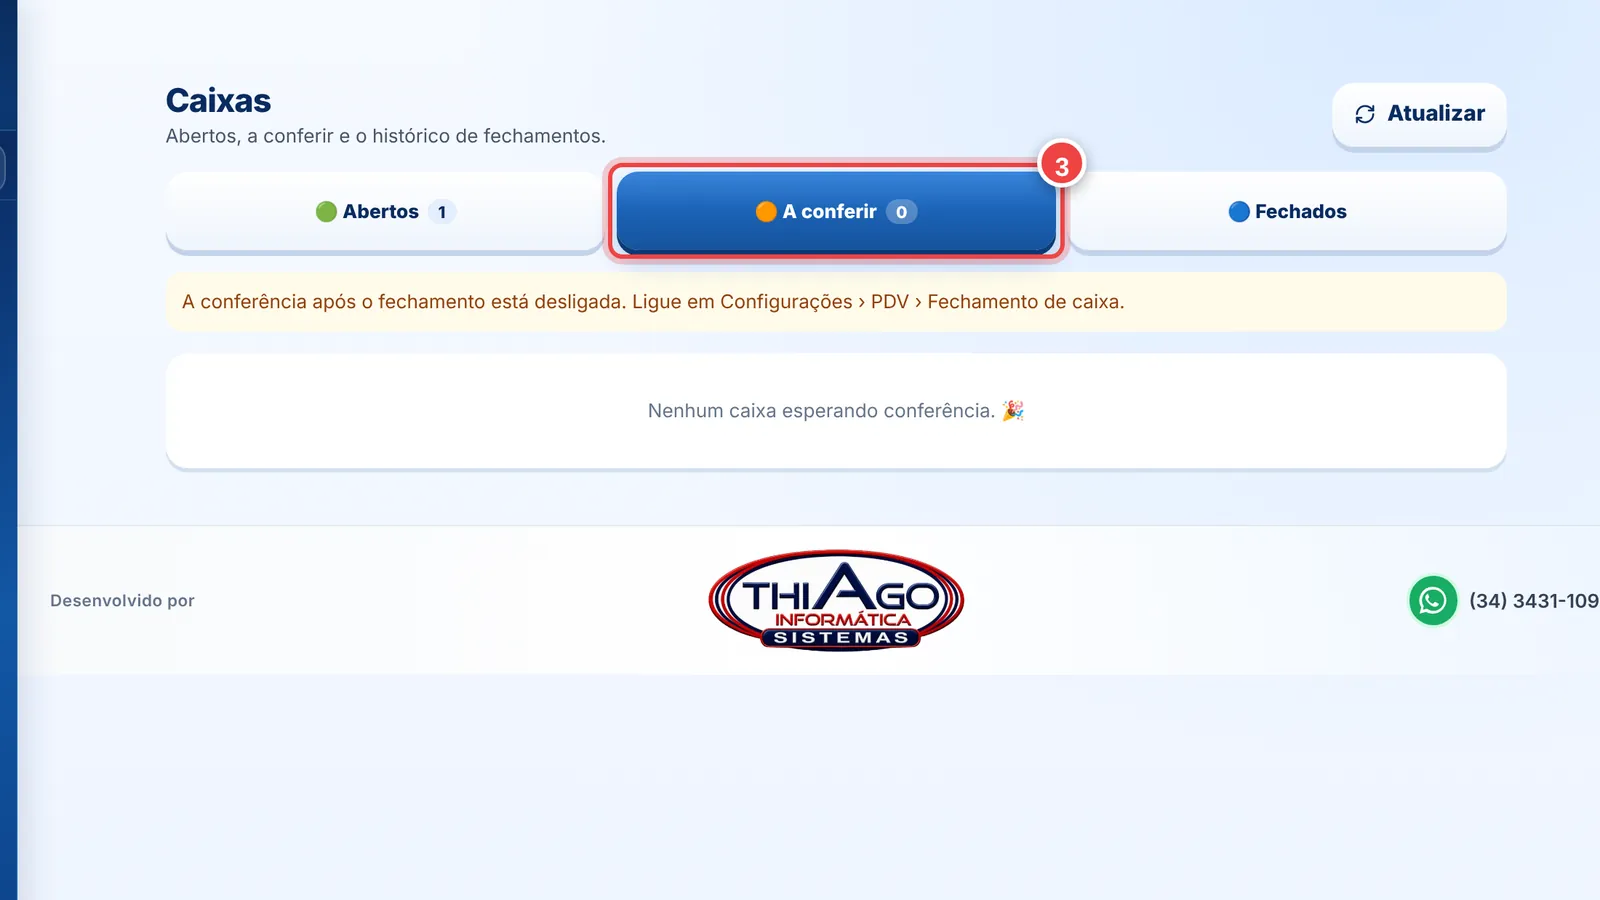 Caixas
Abertos, a conferir e o histórico de fechamentos.
Atualizar
3
Abertos 1
A conferir 0
Fechados
A conferência após o fechamento está desligada. Ligue em Configurações › PDV › Fechamento de caixa.
Nenhum caixa esperando conferência. 🎉
Desenvolvido por
THIAGO
INFORMÁTICA
SISTEMAS
(34) 3431-109